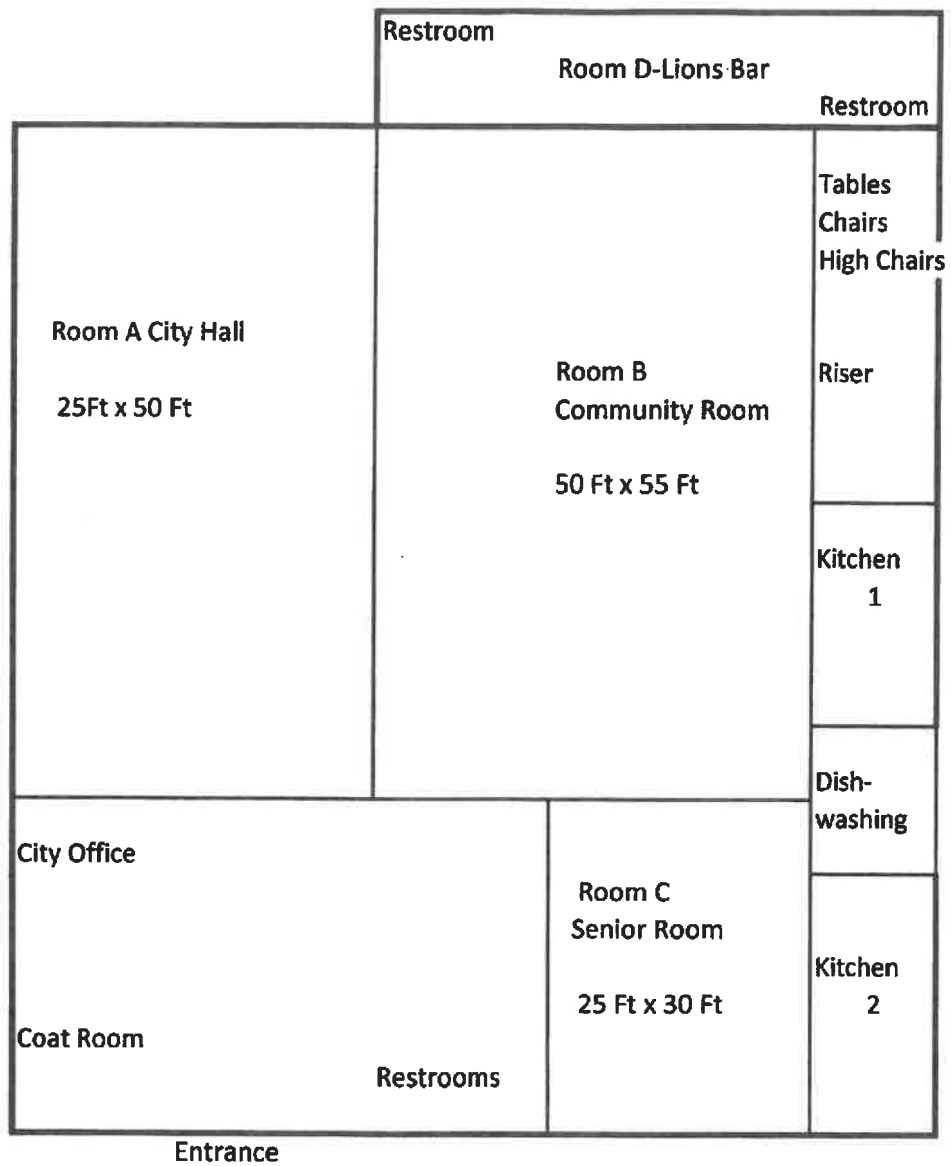 Restroom
Room D-Lions Bar
Restroom
Room A City Hall
25Ft x 50 Ft
Room B
Community Room
50 Ft x 55 Ft
Tables
Chairs
High Chairs
Riser
Kitchen
1
Dish-
washing
City Office
Coat Room
Restrooms
Room C
Senior Room
25 Ft x 30 Ft
Kitchen
2
Entrance